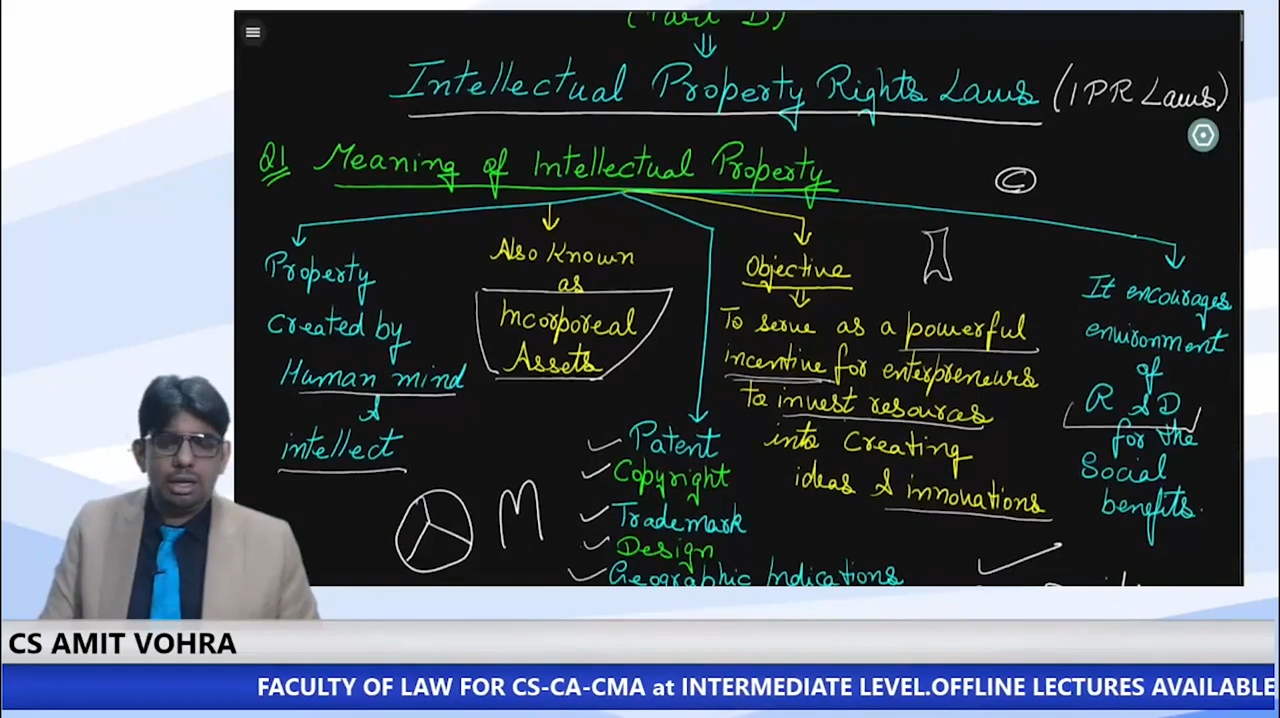 (Part D)
Intellectual Property Rights Laws (IPR Laws)
Q1 Meaning of Intellectual Property
©
Property
Created by
Human mind
&
intellect
Also Known
as
Incorporeal
Assets
Patent
Copyright
Trademark
Design
Geographic Indications
Objective
To serve as a powerful
incentive for enterpreneurs
to invest resources
into Creating
ideas & innovations
It encourages
environment
of
R & D
for the
Social
benefits.
M
CS AMIT VOHRA
FACULTY OF LAW FOR CS-CA-CMA at INTERMEDIATE LEVEL.OFFLINE LECTURES AVAILABLE